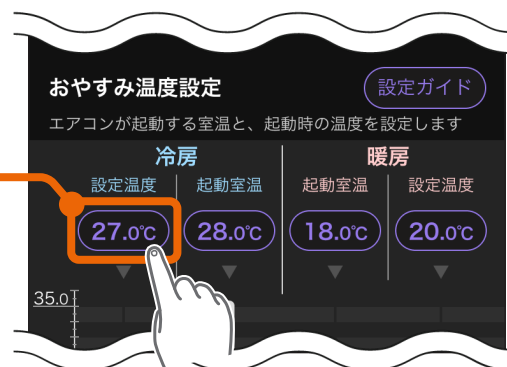 おやすみ温度設定
設定ガイド
エアコンが起動する室温と、起動時の温度を設定します
冷房 暖房
設定温度 起動室温 起動室温 設定温度
27.0℃ 28.0℃ 18.0℃ 20.0℃
35.0